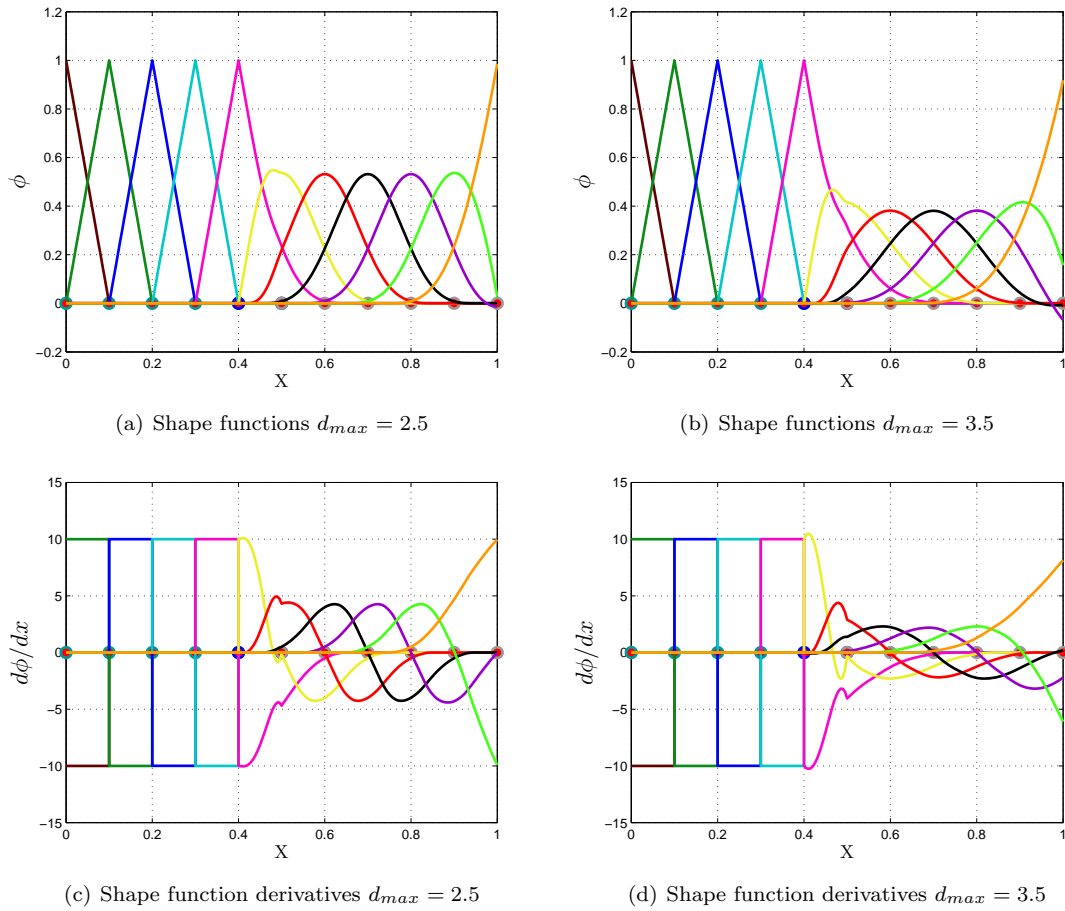 1.2
1
0.8
0.6
0.4
0.2
0
−0.2
ϕ
0 0.2 0.4 0.6 0.8 1
X
(a) Shape functions d_max = 2.5
1.2
1
0.8
0.6
0.4
0.2
0
−0.2
ϕ
0 0.2 0.4 0.6 0.8 1
X
(b) Shape functions d_max = 3.5
15
10
5
0
−5
−10
−15
dϕ/dx
0 0.2 0.4 0.6 0.8 1
X
(c) Shape function derivatives d_max = 2.5
15
10
5
0
−5
−10
−15
dϕ/dx
0 0.2 0.4 0.6 0.8 1
X
(d) Shape function derivatives d_max = 3.5